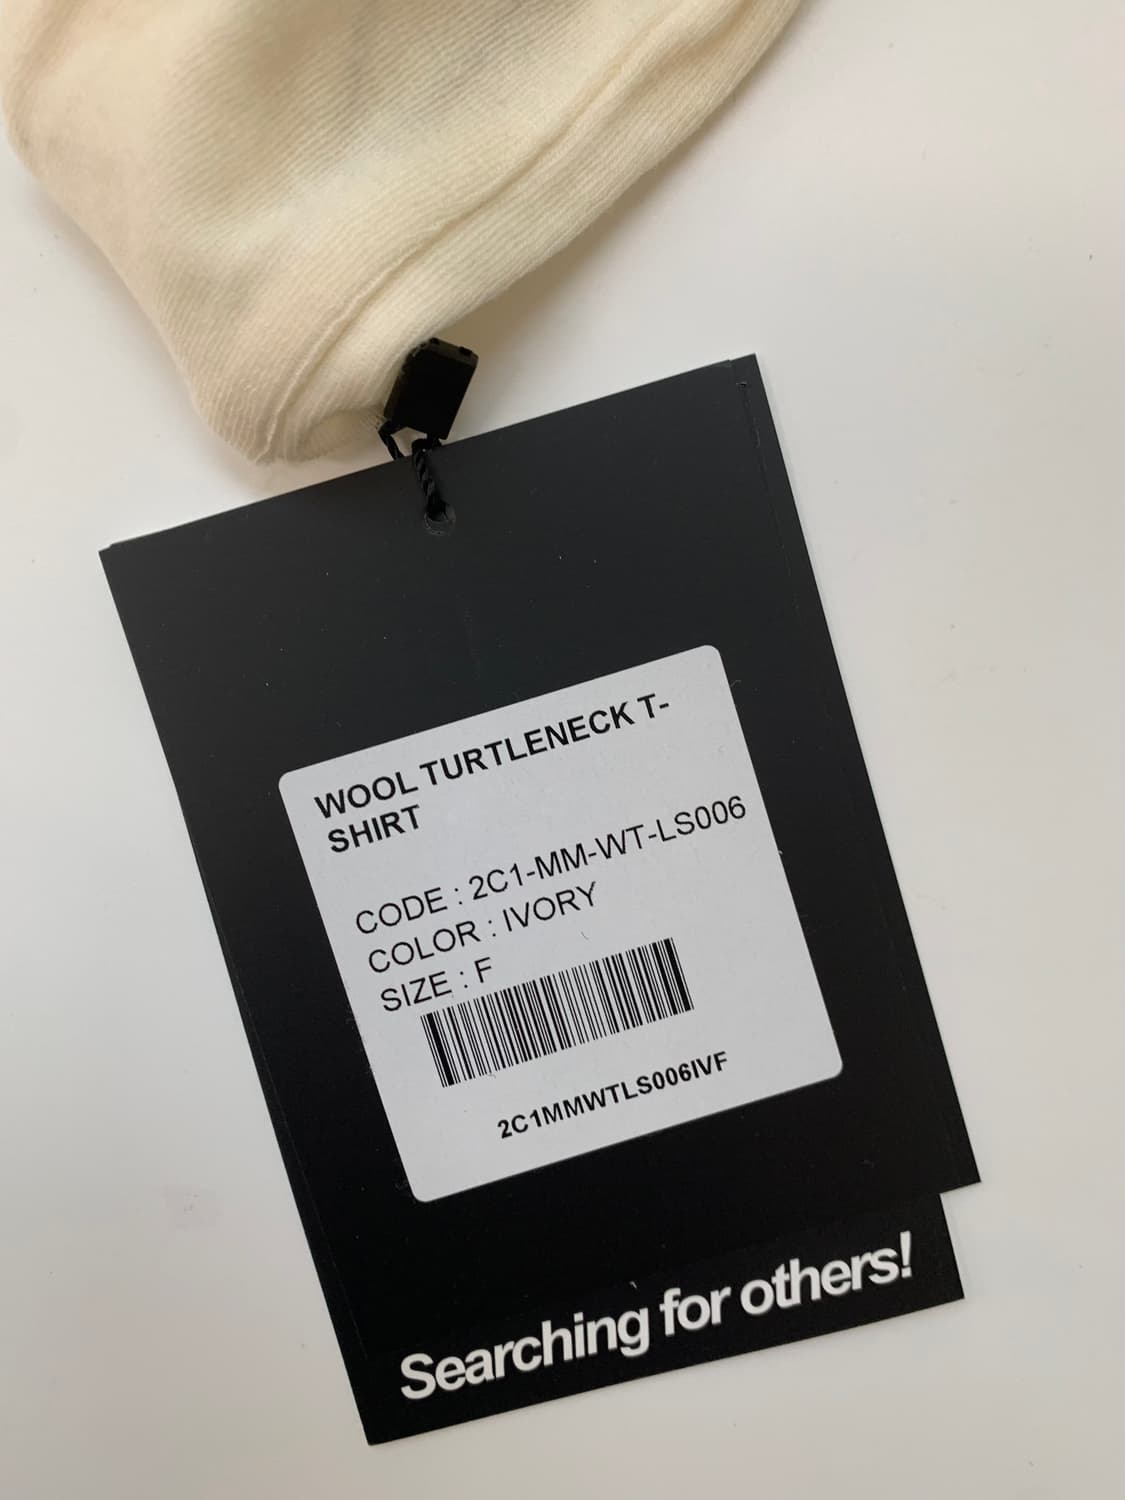 WOOL TURTLENECK T-
SHIRT
CODE : 2C1-MM-WT-LS006
COLOR : IVORY
SIZE : F
2C1MMWTLS006IVF
Searching for others!